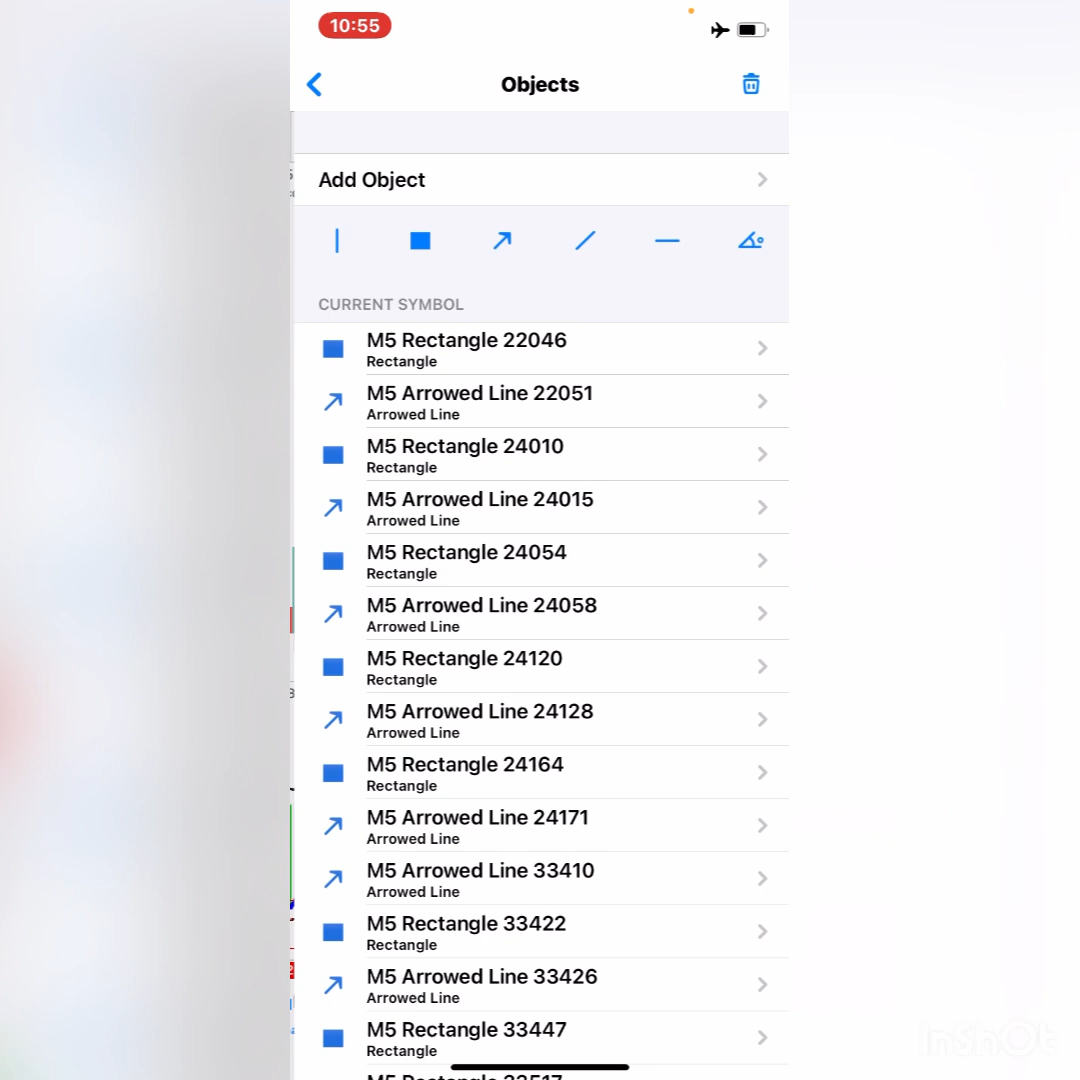 10:55
Objects
Add Object
CURRENT SYMBOL
M5 Rectangle 22046
Rectangle
M5 Arrowed Line 22051
Arrowed Line
M5 Rectangle 24010
Rectangle
M5 Arrowed Line 24015
Arrowed Line
M5 Rectangle 24054
Rectangle
M5 Arrowed Line 24058
Arrowed Line
M5 Rectangle 24120
Rectangle
M5 Arrowed Line 24128
Arrowed Line
M5 Rectangle 24164
Rectangle
M5 Arrowed Line 24171
Arrowed Line
M5 Arrowed Line 33410
Arrowed Line
M5 Rectangle 33422
Rectangle
M5 Arrowed Line 33426
Arrowed Line
M5 Rectangle 33447
Rectangle
InShOt